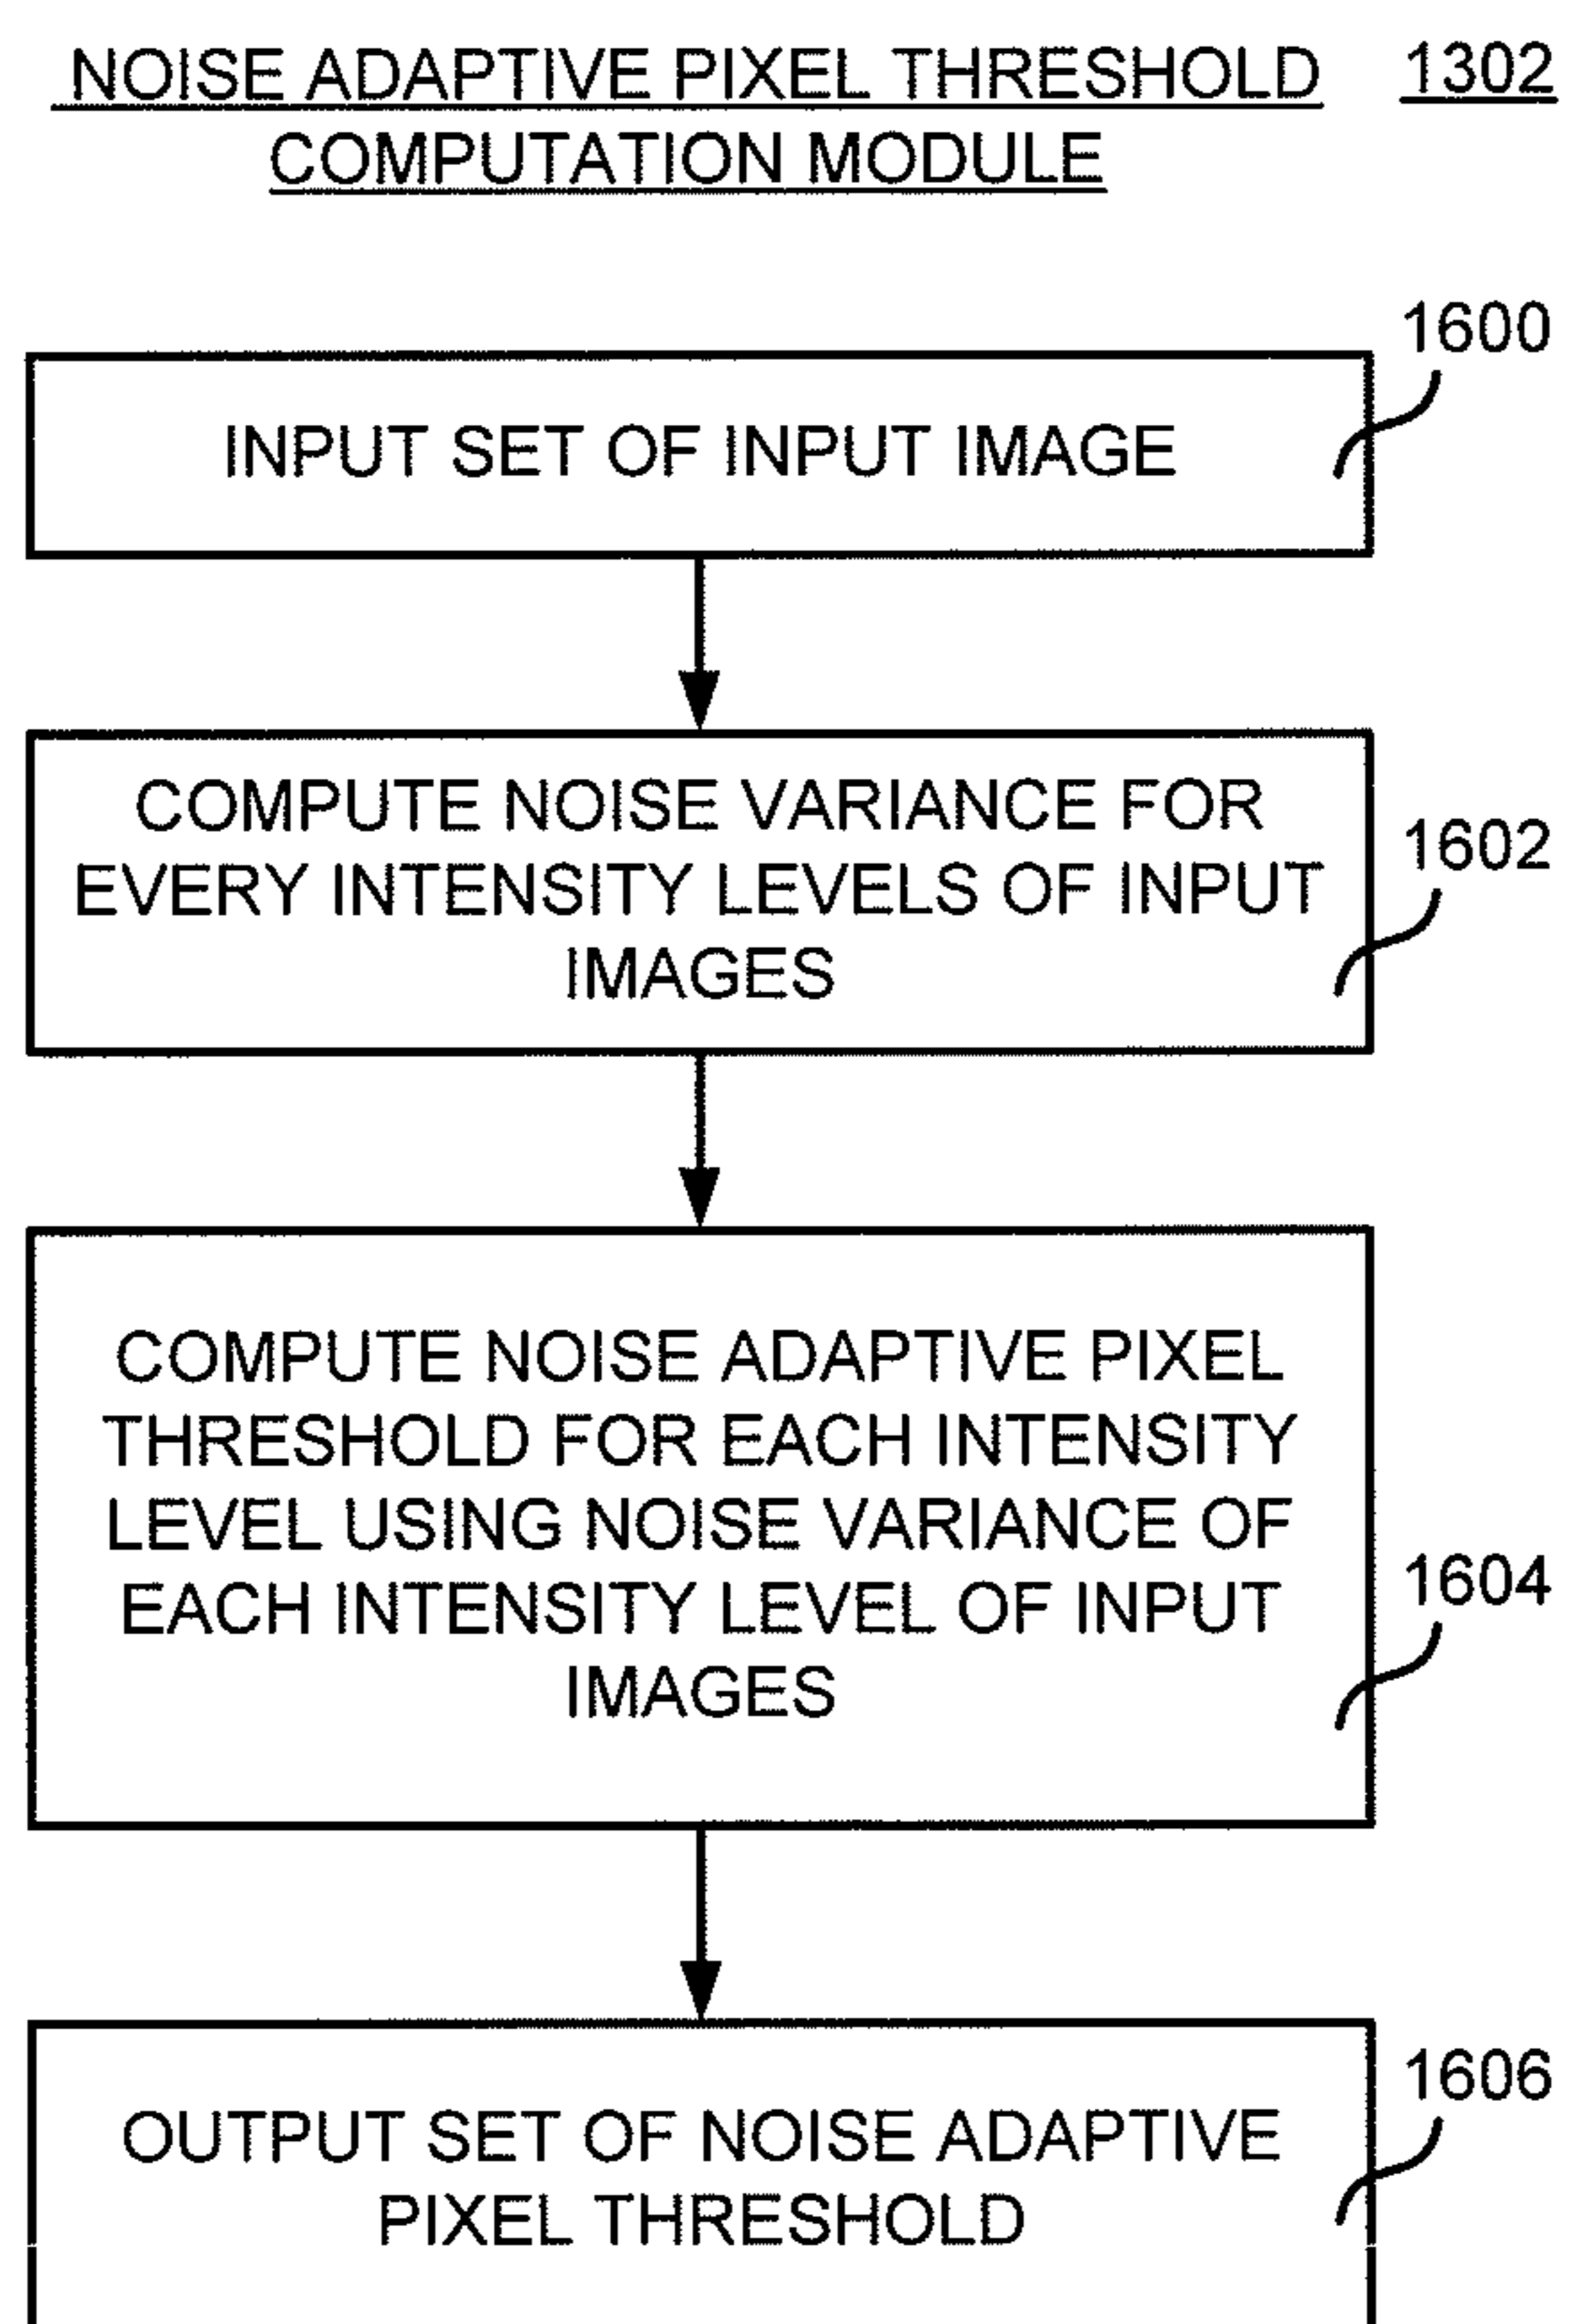 NOISE ADAPTIVE PIXEL THRESHOLD 1302
COMPUTATION MODULE
1600
INPUT SET OF INPUT IMAGE
COMPUTE NOISE VARIANCE FOR
1602
EVERY INTENSITY LEVELS OF INPUT
IMAGES
COMPUTE NOISE ADAPTIVE PIXEL
THRESHOLD FOR EACH INTENSITY
LEVEL USING NOISE VARIANCE OF
1604
EACH INTENSITY LEVEL OF INPUT
IMAGES
1606
OUTPUT SET OF NOISE ADAPTIVE
PIXEL THRESHOLD